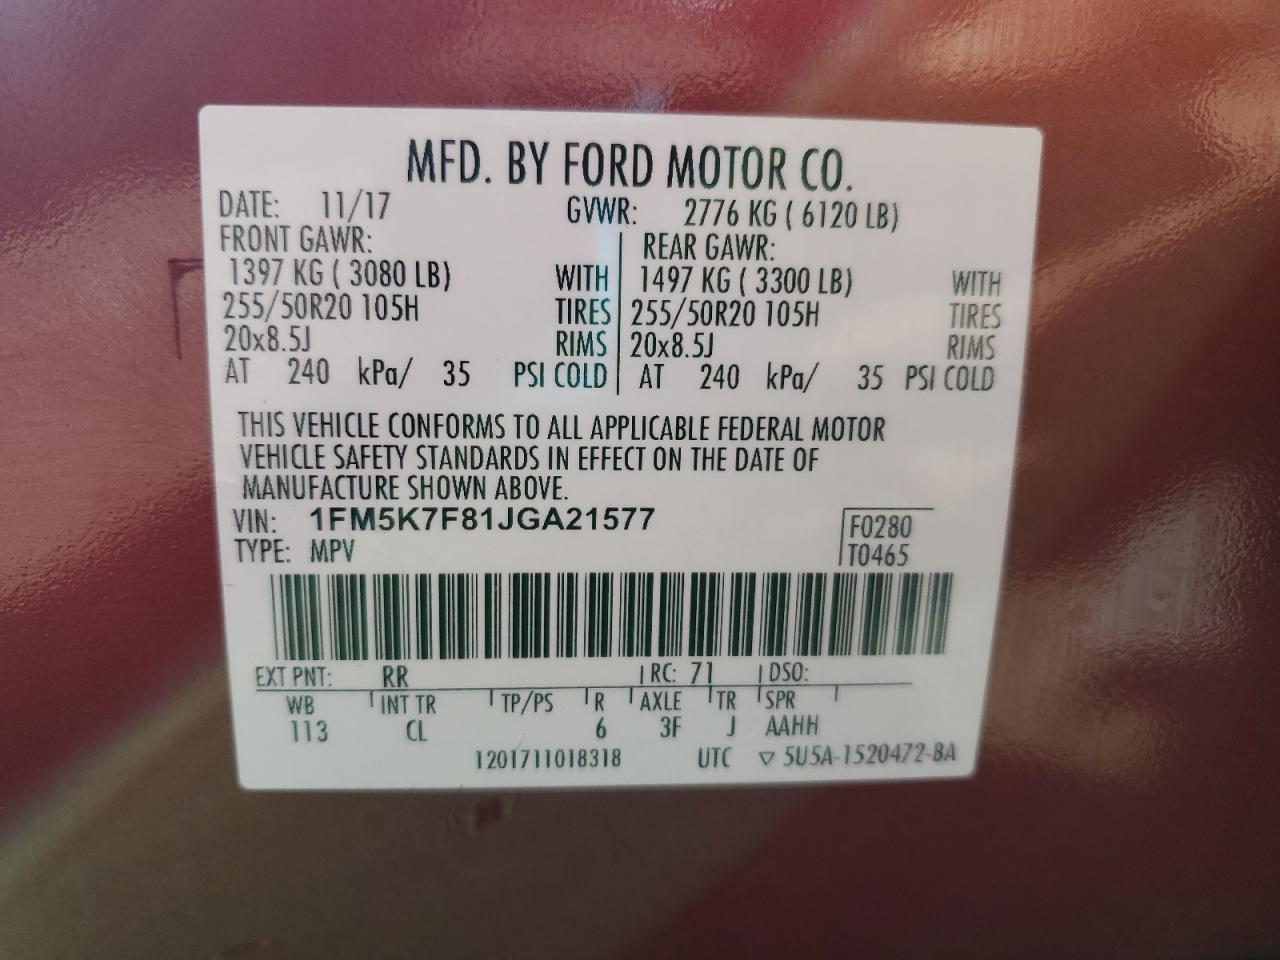 MFD. BY FORD MOTOR CO.
DATE: 11/17 GVWR: 2776 KG ( 6120 LB)
FRONT GAWR: REAR GAWR:
1397 KG ( 3080 LB) WITH 1497 KG ( 3300 LB) WITH
255/50R20 105H TIRES 255/50R20 105H TIRES
20x8.5J RIMS 20x8.5J RIMS
AT 240 kPa/ 35 PSI COLD AT 240 kPa/ 35 PSI COLD
THIS VEHICLE CONFORMS TO ALL APPLICABLE FEDERAL MOTOR
VEHICLE SAFETY STANDARDS IN EFFECT ON THE DATE OF
MANUFACTURE SHOWN ABOVE.
VIN: 1FM5K7F81JGA21577 F0280
TYPE: MPV T0465
EXT PNT: RR RC: 71 DSO:
WB INT TR TP/PS R AXLE TR SPR
113 CL 6 3F J AAHH
1201711018318 UTC ▽ 5U5A-1520472-BA